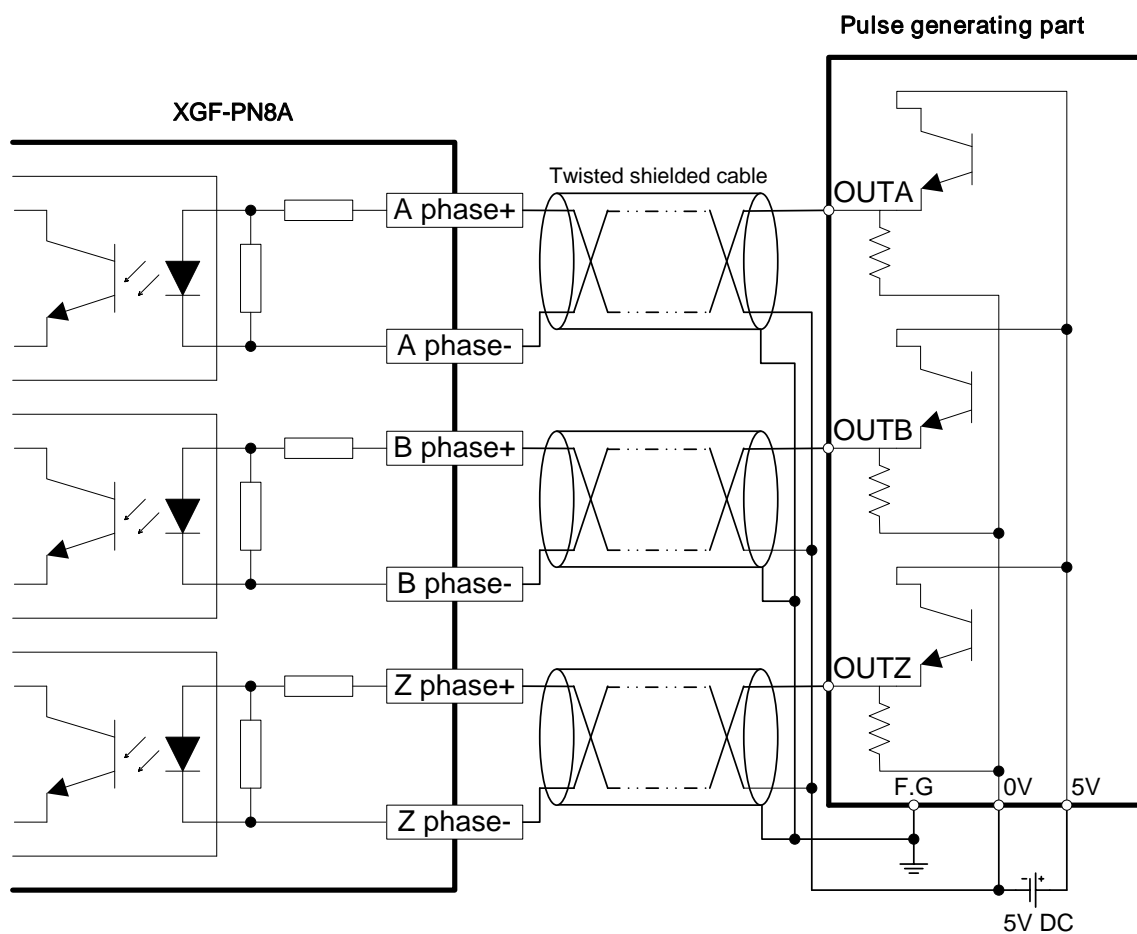 Pulse generating part
XGF-PN8A
Twisted shielded cable
A phase+
OUTA
A phase-
B phase+
OUTB
B phase-
Z phase+
OUTZ
F.G
0V
5V
Z phase-
- +
5V DC